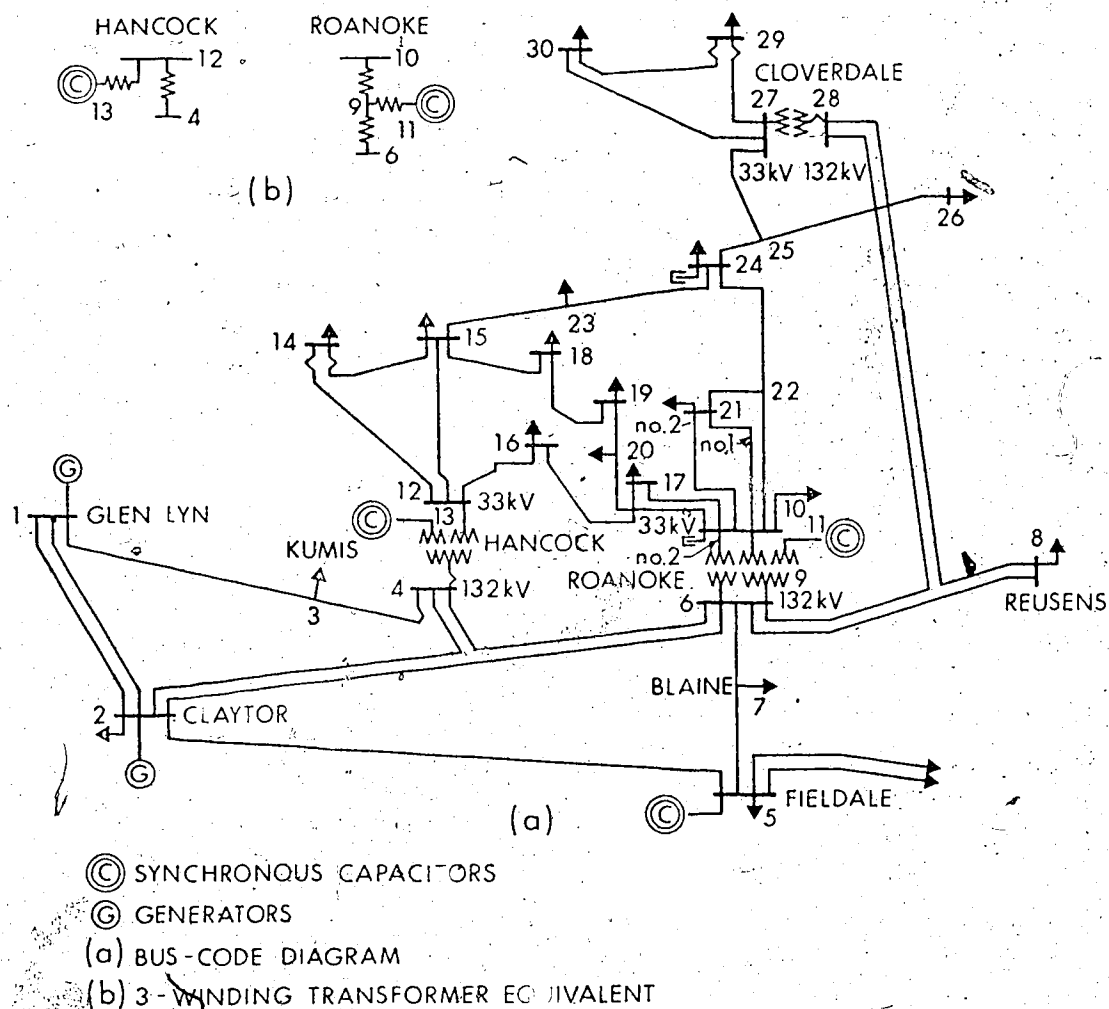 HANCOCK
12
C
13
4
ROANOKE
10
9
C
11
6
(b)
30
29
CLOVERDALE
27
28
33kV
132kV
26
25
24
23
14
15
18
19
22
21
no.2
no.1
20
16
17
G
1
GLEN LYN
12
33kV
13
C
HANCOCK
KUMIS
3
4
132kV
33kV
10
11
C
no.2
ROANOKE
9
6
132kV
8
REUSENS
BLAINE
7
2
CLAYTOR
G
C
5
FIELDALE
(a)
C SYNCHRONOUS CAPACITORS
G GENERATORS
(a) BUS-CODE DIAGRAM
(b) 3-WINDING TRANSFORMER EQ IVALENT